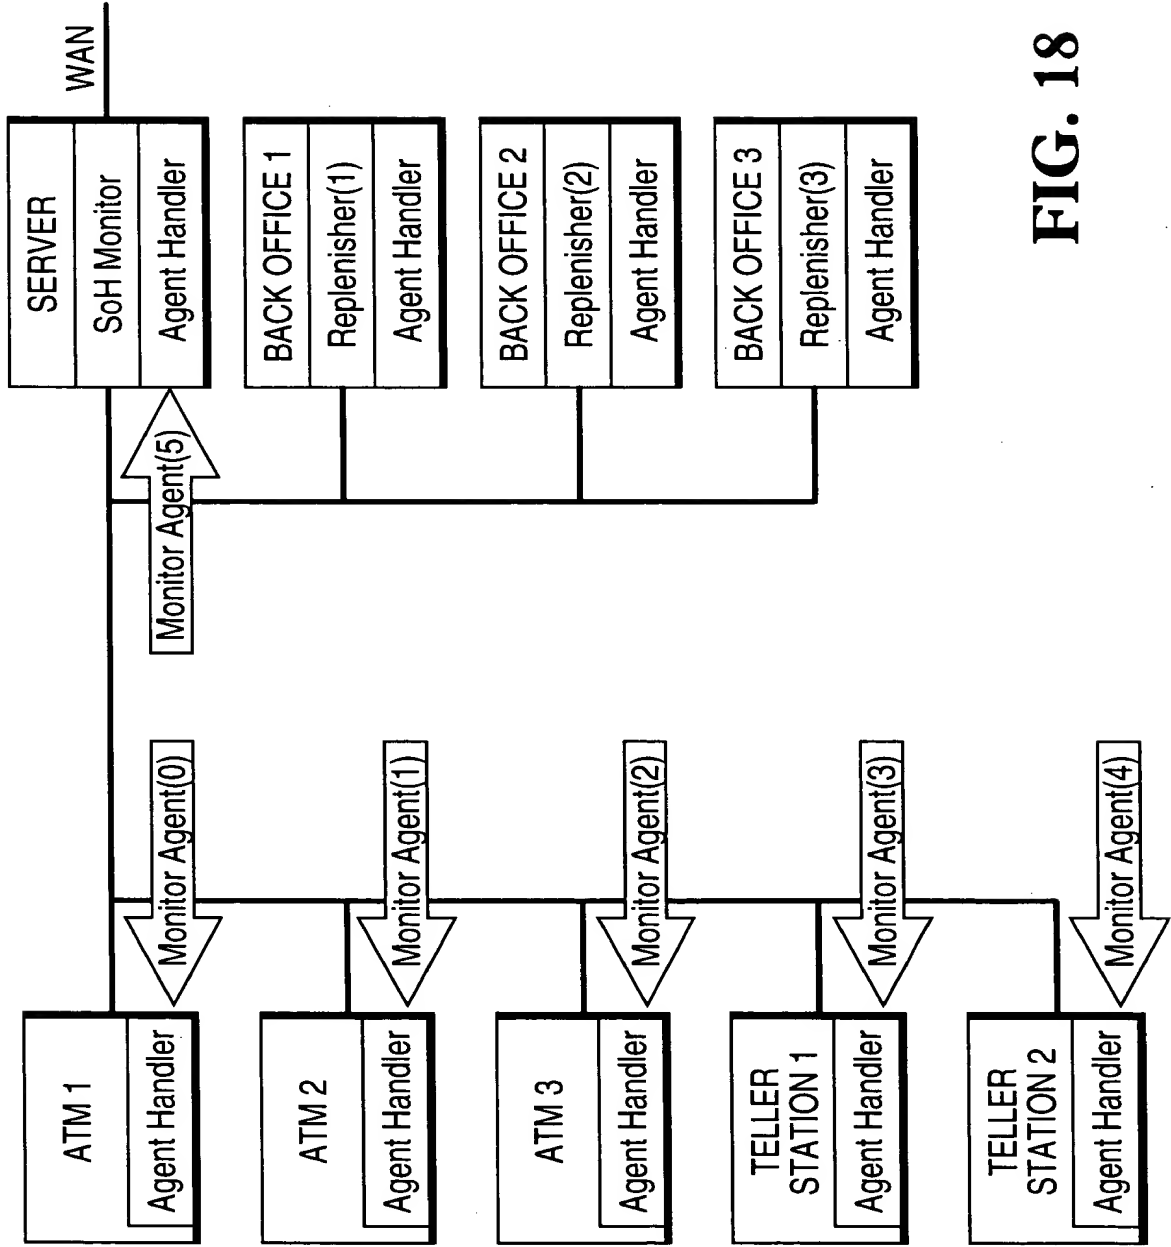 ATM 1
Agent Handler
ATM 2
Agent Handler
ATM 3
Agent Handler
TELLER
STATION 1
Agent Handler
TELLER
STATION 2
Agent Handler
Monitor Agent(0)
Monitor Agent(1)
Monitor Agent(2)
Monitor Agent(3)
Monitor Agent(4)
Monitor Agent(5)
SERVER
SoH Monitor
Agent Handler
WAN
BACK OFFICE 1
Replenisher(1)
Agent Handler
BACK OFFICE 2
Replenisher(2)
Agent Handler
BACK OFFICE 3
Replenisher(3)
Agent Handler
FIG. 18